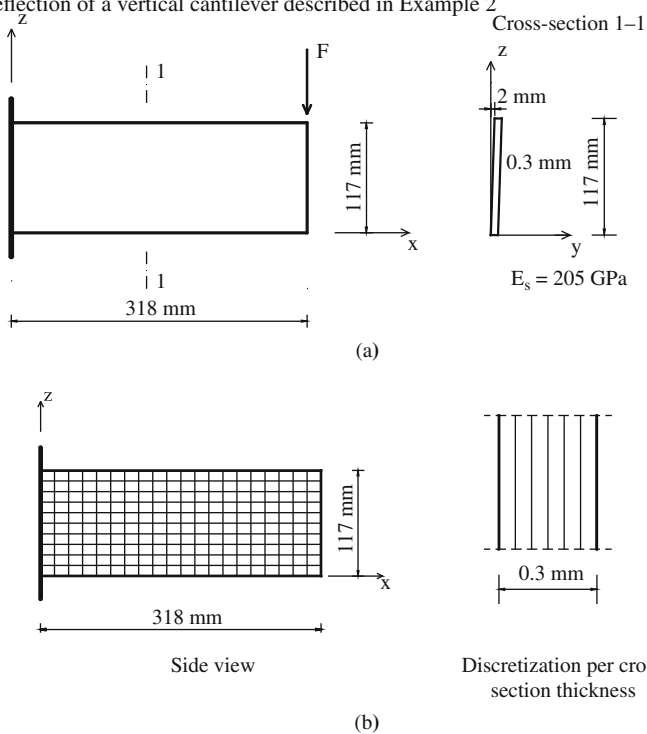 eflection of a vertical cantilever described in Example 2
Cross-section 1–1
z
z
F
1
2 mm
0.3 mm
117 mm
117 mm
x
y
1
E_s = 205 GPa
318 mm
(a)
z
117 mm
x
0.3 mm
318 mm
Side view
Discretization per cro
section thickness
(b)